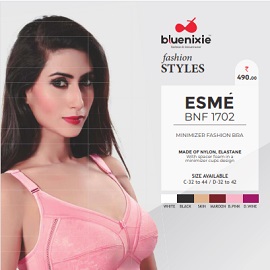 bluenixie
fashion
STYLES
₹
490.00
ESMÉ
BNF 1702
MINIMIZER FASHION BRA
MADE OF NYLON, ELASTANE
With spacer foam in a
minimizer cups design
SIZE AVAILABLE
C-32 to 44 / D-32 to 42
WHITE BLACK SKIN MAROON D.PINK D.WINE